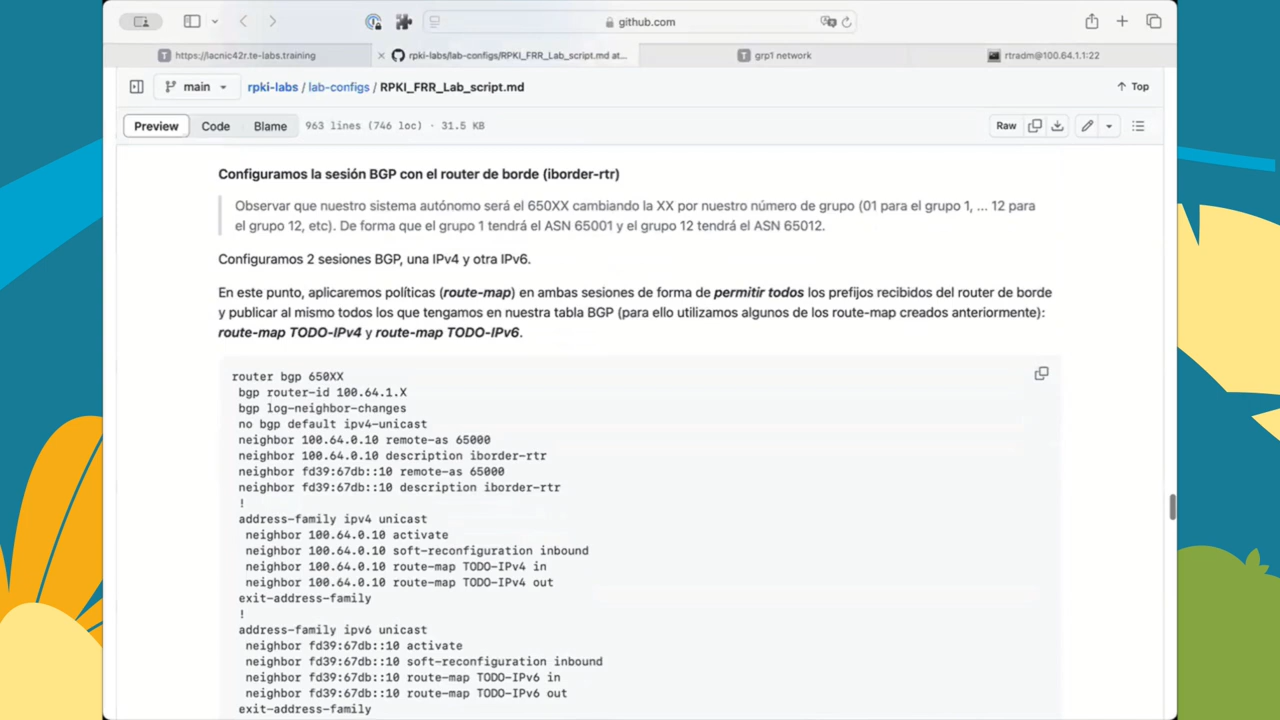 github.com
https://lacnic42r.te-labs.training
rpki-labs/lab-configs/RPKI_FRR_Lab_script.md at...
grp1 network
rtradm@100.64.1.1:22
main
rpki-labs / lab-configs / RPKI_FRR_Lab_script.md
Top
Preview
Code
Blame
963 lines (746 loc) · 31.5 KB
Raw
Configuramos la sesión BGP con el router de borde (iborder-rtr)
Observar que nuestro sistema autónomo será el 650XX cambiando la XX por nuestro número de grupo (01 para el grupo 1, ... 12 para
el grupo 12, etc). De forma que el grupo 1 tendrá el ASN 65001 y el grupo 12 tendrá el ASN 65012.
Configuramos 2 sesiones BGP, una IPv4 y otra IPv6.
En este punto, aplicaremos políticas (route-map) en ambas sesiones de forma de permitir todos los prefijos recibidos del router de borde
y publicar al mismo todos los que tengamos en nuestra tabla BGP (para ello utilizamos algunos de los route-map creados anteriormente):
route-map TODO-IPv4 y route-map TODO-IPv6.
router bgp 650XX
bgp router-id 100.64.1.X
bgp log-neighbor-changes
no bgp default ipv4-unicast
neighbor 100.64.0.10 remote-as 65000
neighbor 100.64.0.10 description iborder-rtr
neighbor fd39:67db::10 remote-as 65000
neighbor fd39:67db::10 description iborder-rtr
!
address-family ipv4 unicast
neighbor 100.64.0.10 activate
neighbor 100.64.0.10 soft-reconfiguration inbound
neighbor 100.64.0.10 route-map TODO-IPv4 in
neighbor 100.64.0.10 route-map TODO-IPv4 out
exit-address-family
!
address-family ipv6 unicast
neighbor fd39:67db::10 activate
neighbor fd39:67db::10 soft-reconfiguration inbound
neighbor fd39:67db::10 route-map TODO-IPv6 in
neighbor fd39:67db::10 route-map TODO-IPv6 out
exit-address-family